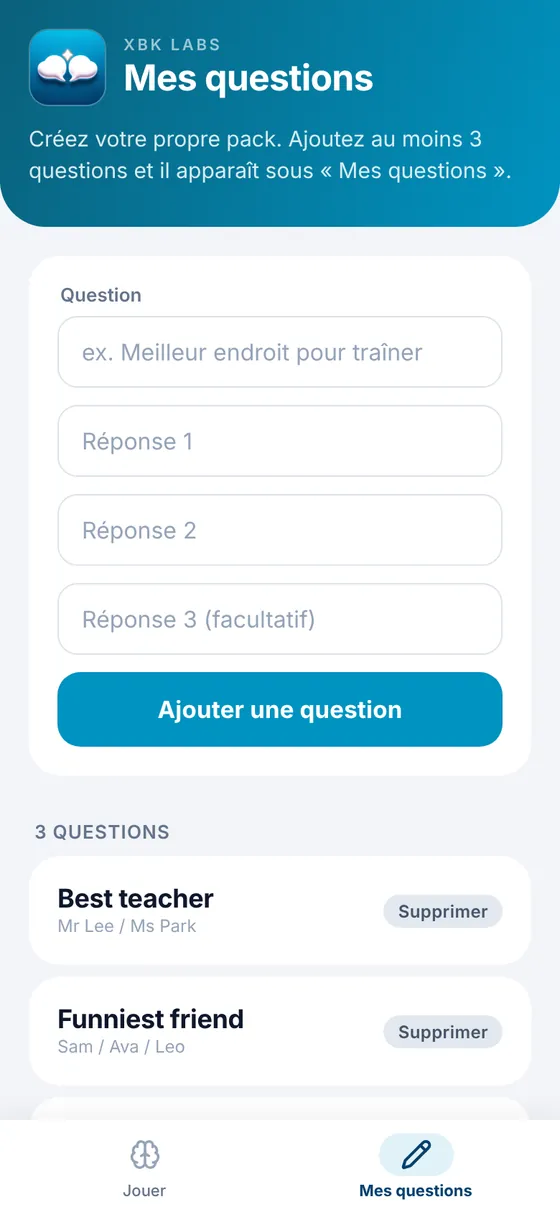 XBK LABS
Mes questions
Créez votre propre pack. Ajoutez au moins 3
questions et il apparaît sous « Mes questions ».
Question
ex. Meilleur endroit pour traîner
Réponse 1
Réponse 2
Réponse 3 (facultatif)
Ajouter une question
3 QUESTIONS
Best teacher
Mr Lee / Ms Park
Supprimer
Funniest friend
Sam / Ava / Leo
Supprimer
Jouer
Mes questions